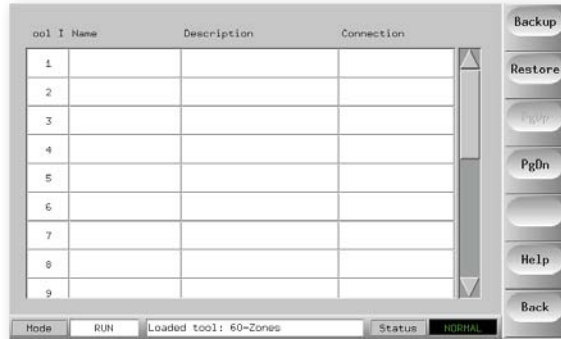 ool I Name Description Connection
1
2
3
4
5
6
7
8
9
Mode RUN Loaded tool: 60-Zones Status NORMAL
Backup
Restore
PgUp
PgDn
Help
Back